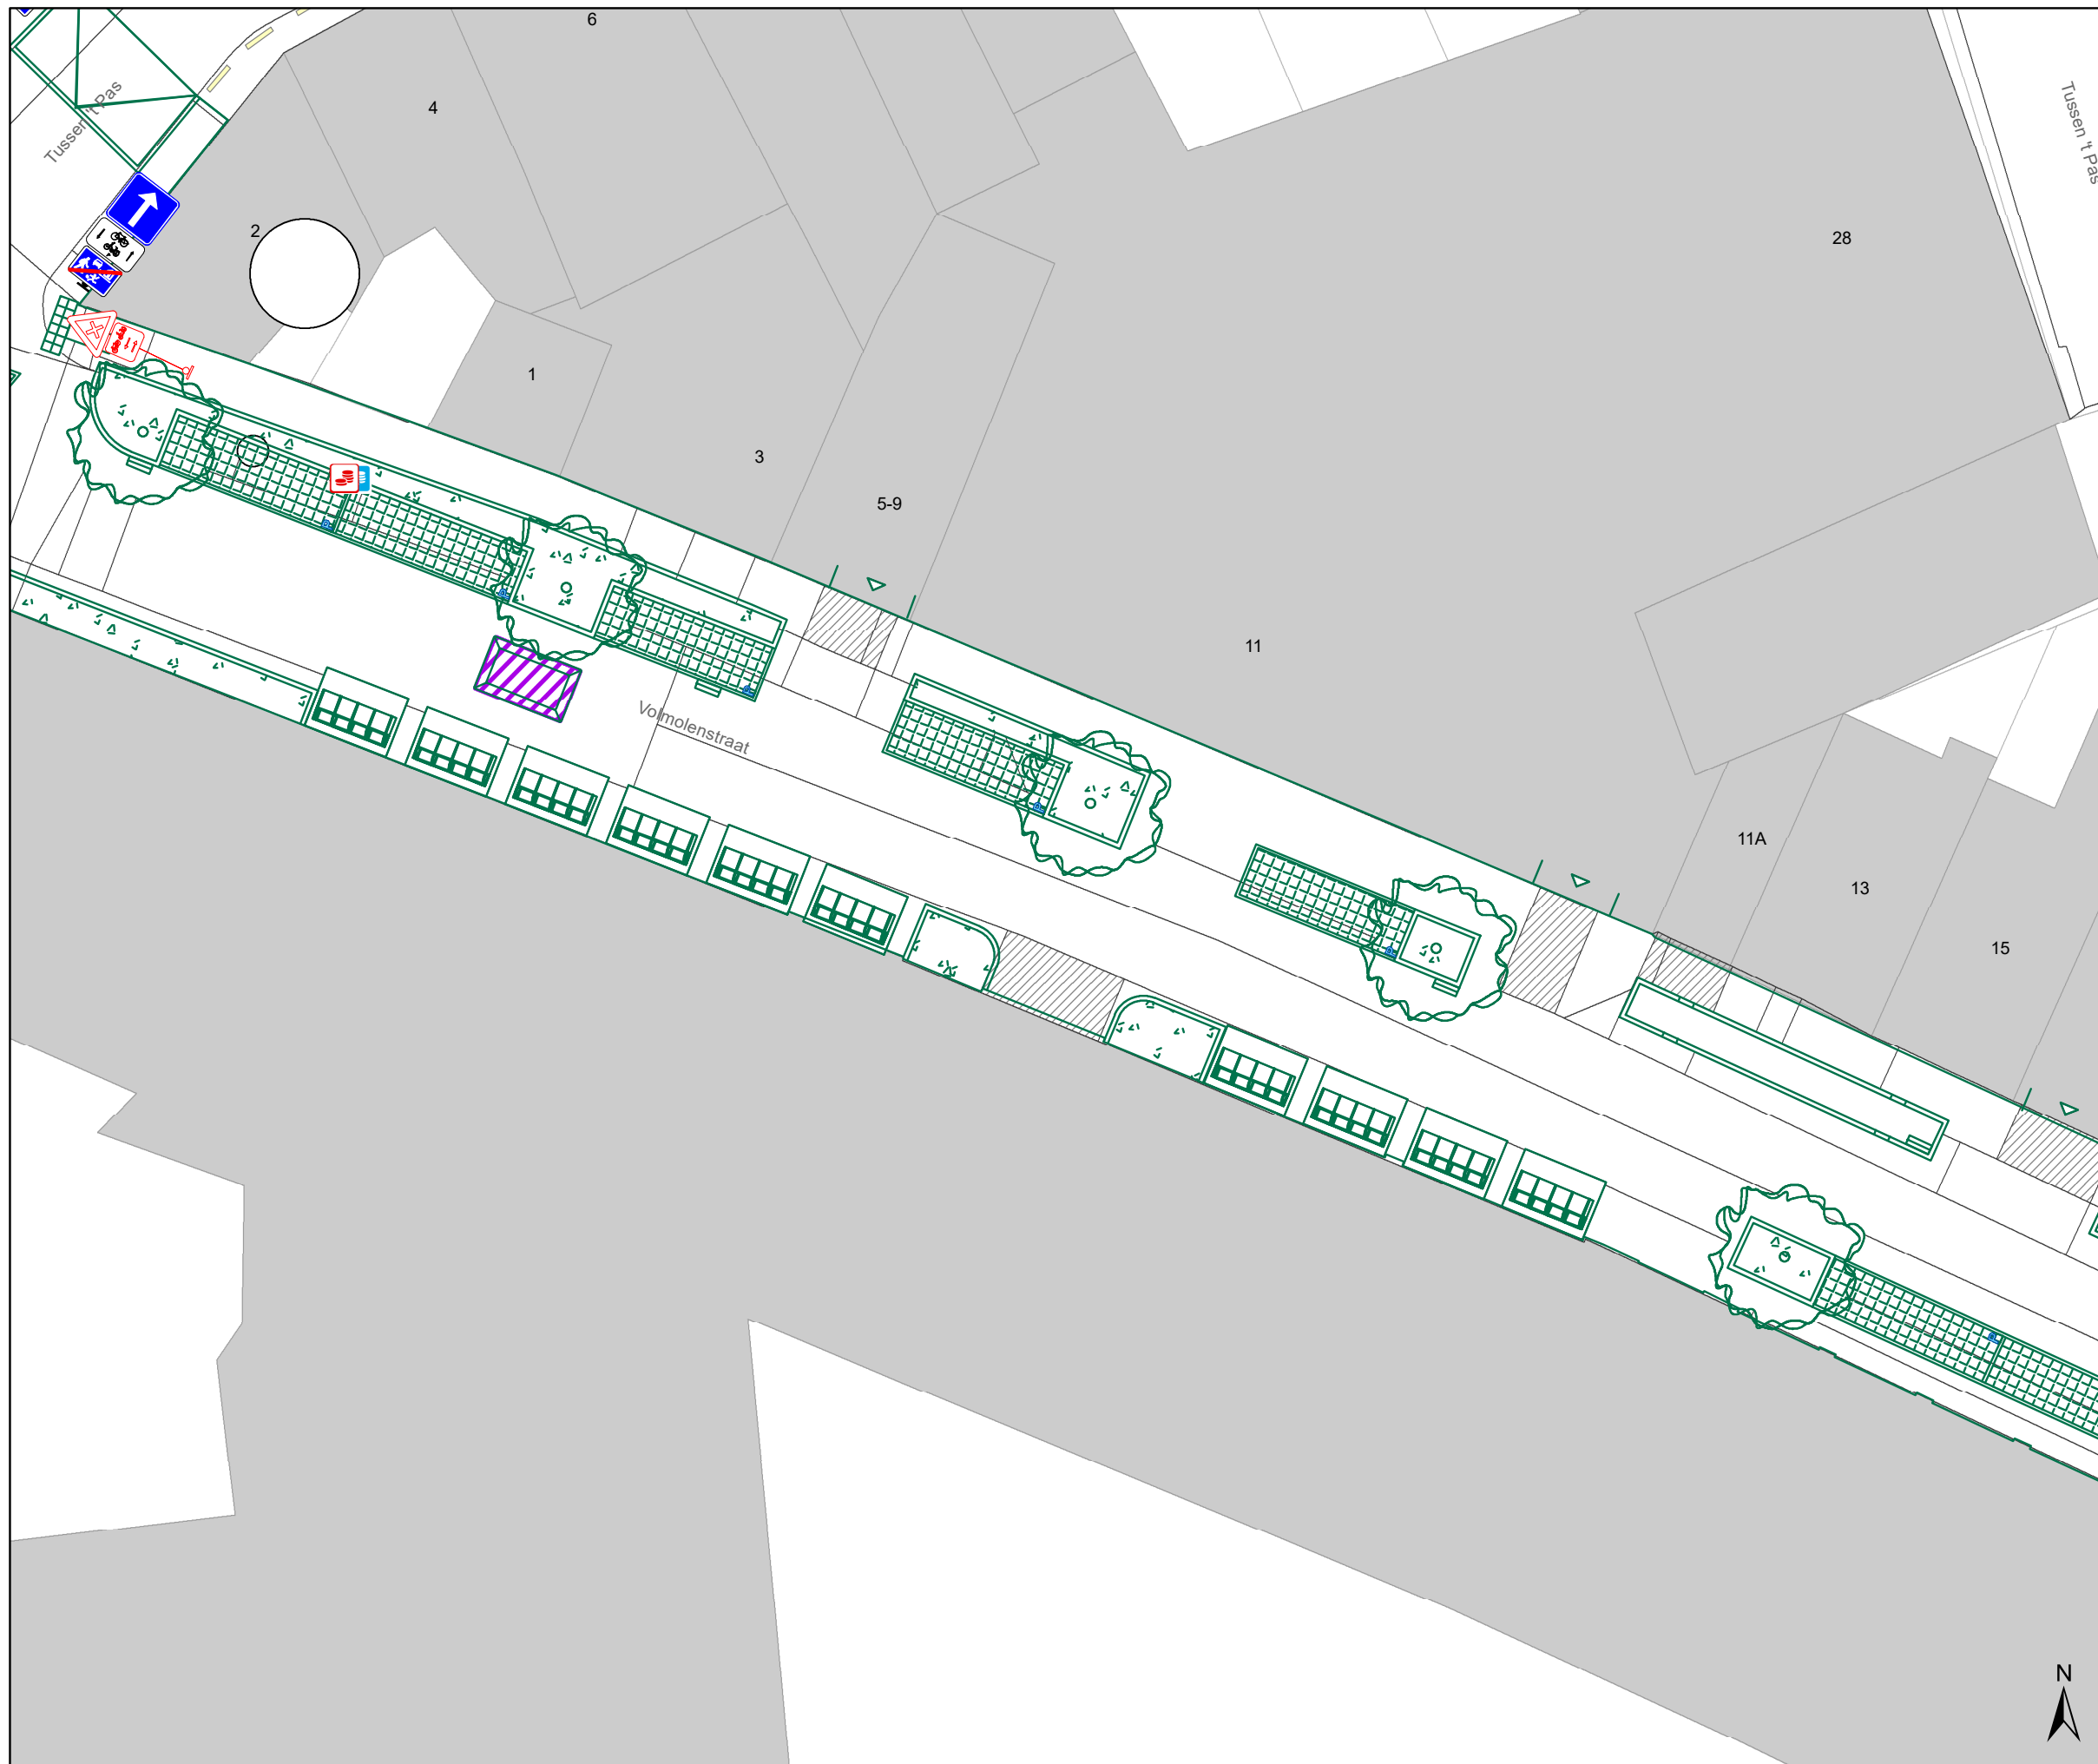 6
4
Tussen 't Pas
Tussen 't Pas
2
28
1
3
5-9
11
Volmolenstraat
11A
13
15
N